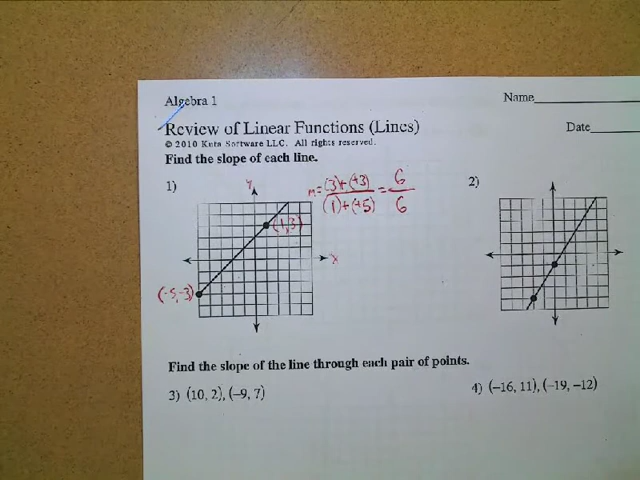 Algebra 1
Name
Review of Linear Functions (Lines)
Date
© 2010 Kuta Software LLC. All rights reserved.
Find the slope of each line.
1)
Y
m = (3)+(+3) / (1)+(+5) = 6 / 6
2)
(1,3)
X
(-5,-3)
Find the slope of the line through each pair of points.
3) (10, 2), (−9, 7)
4) (−16, 11), (−19, −12)